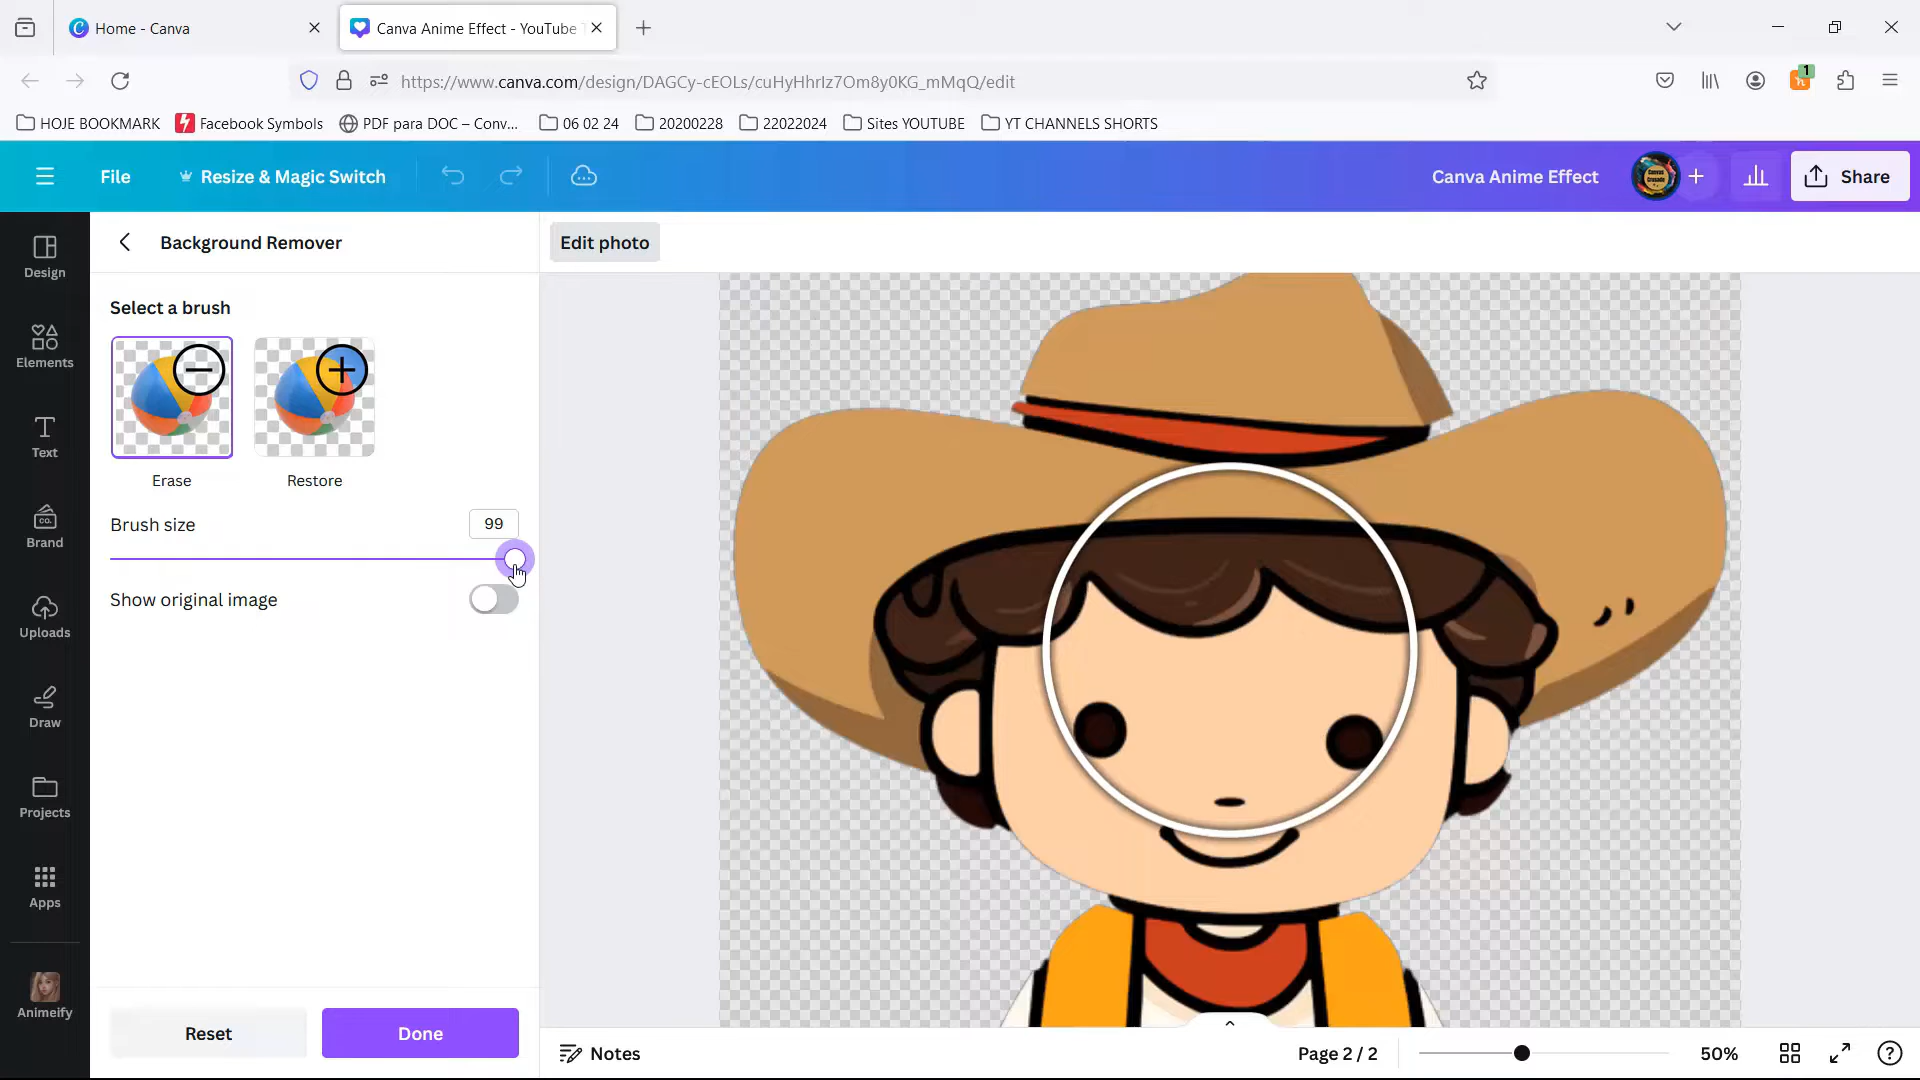 Home - Canva
Canva Anime Effect - YouTube
https://www.canva.com/design/DAGCy-cEOLs/cuHyHhrIz7Om8y0KG_mMqQ/edit
1
HOJE BOOKMARK
Facebook Symbols
PDF para DOC – Conv...
06 02 24
20200228
22022024
Sites YOUTUBE
YT CHANNELS SHORTS
File
Resize & Magic Switch
Canva Anime Effect
Share
Design
Elements
Text
Brand
Uploads
Draw
Projects
Apps
Animeify
Background Remover
Edit photo
Select a brush
Erase
Restore
Brush size
99
Show original image
Reset
Done
Notes
Page 2 / 2
50%